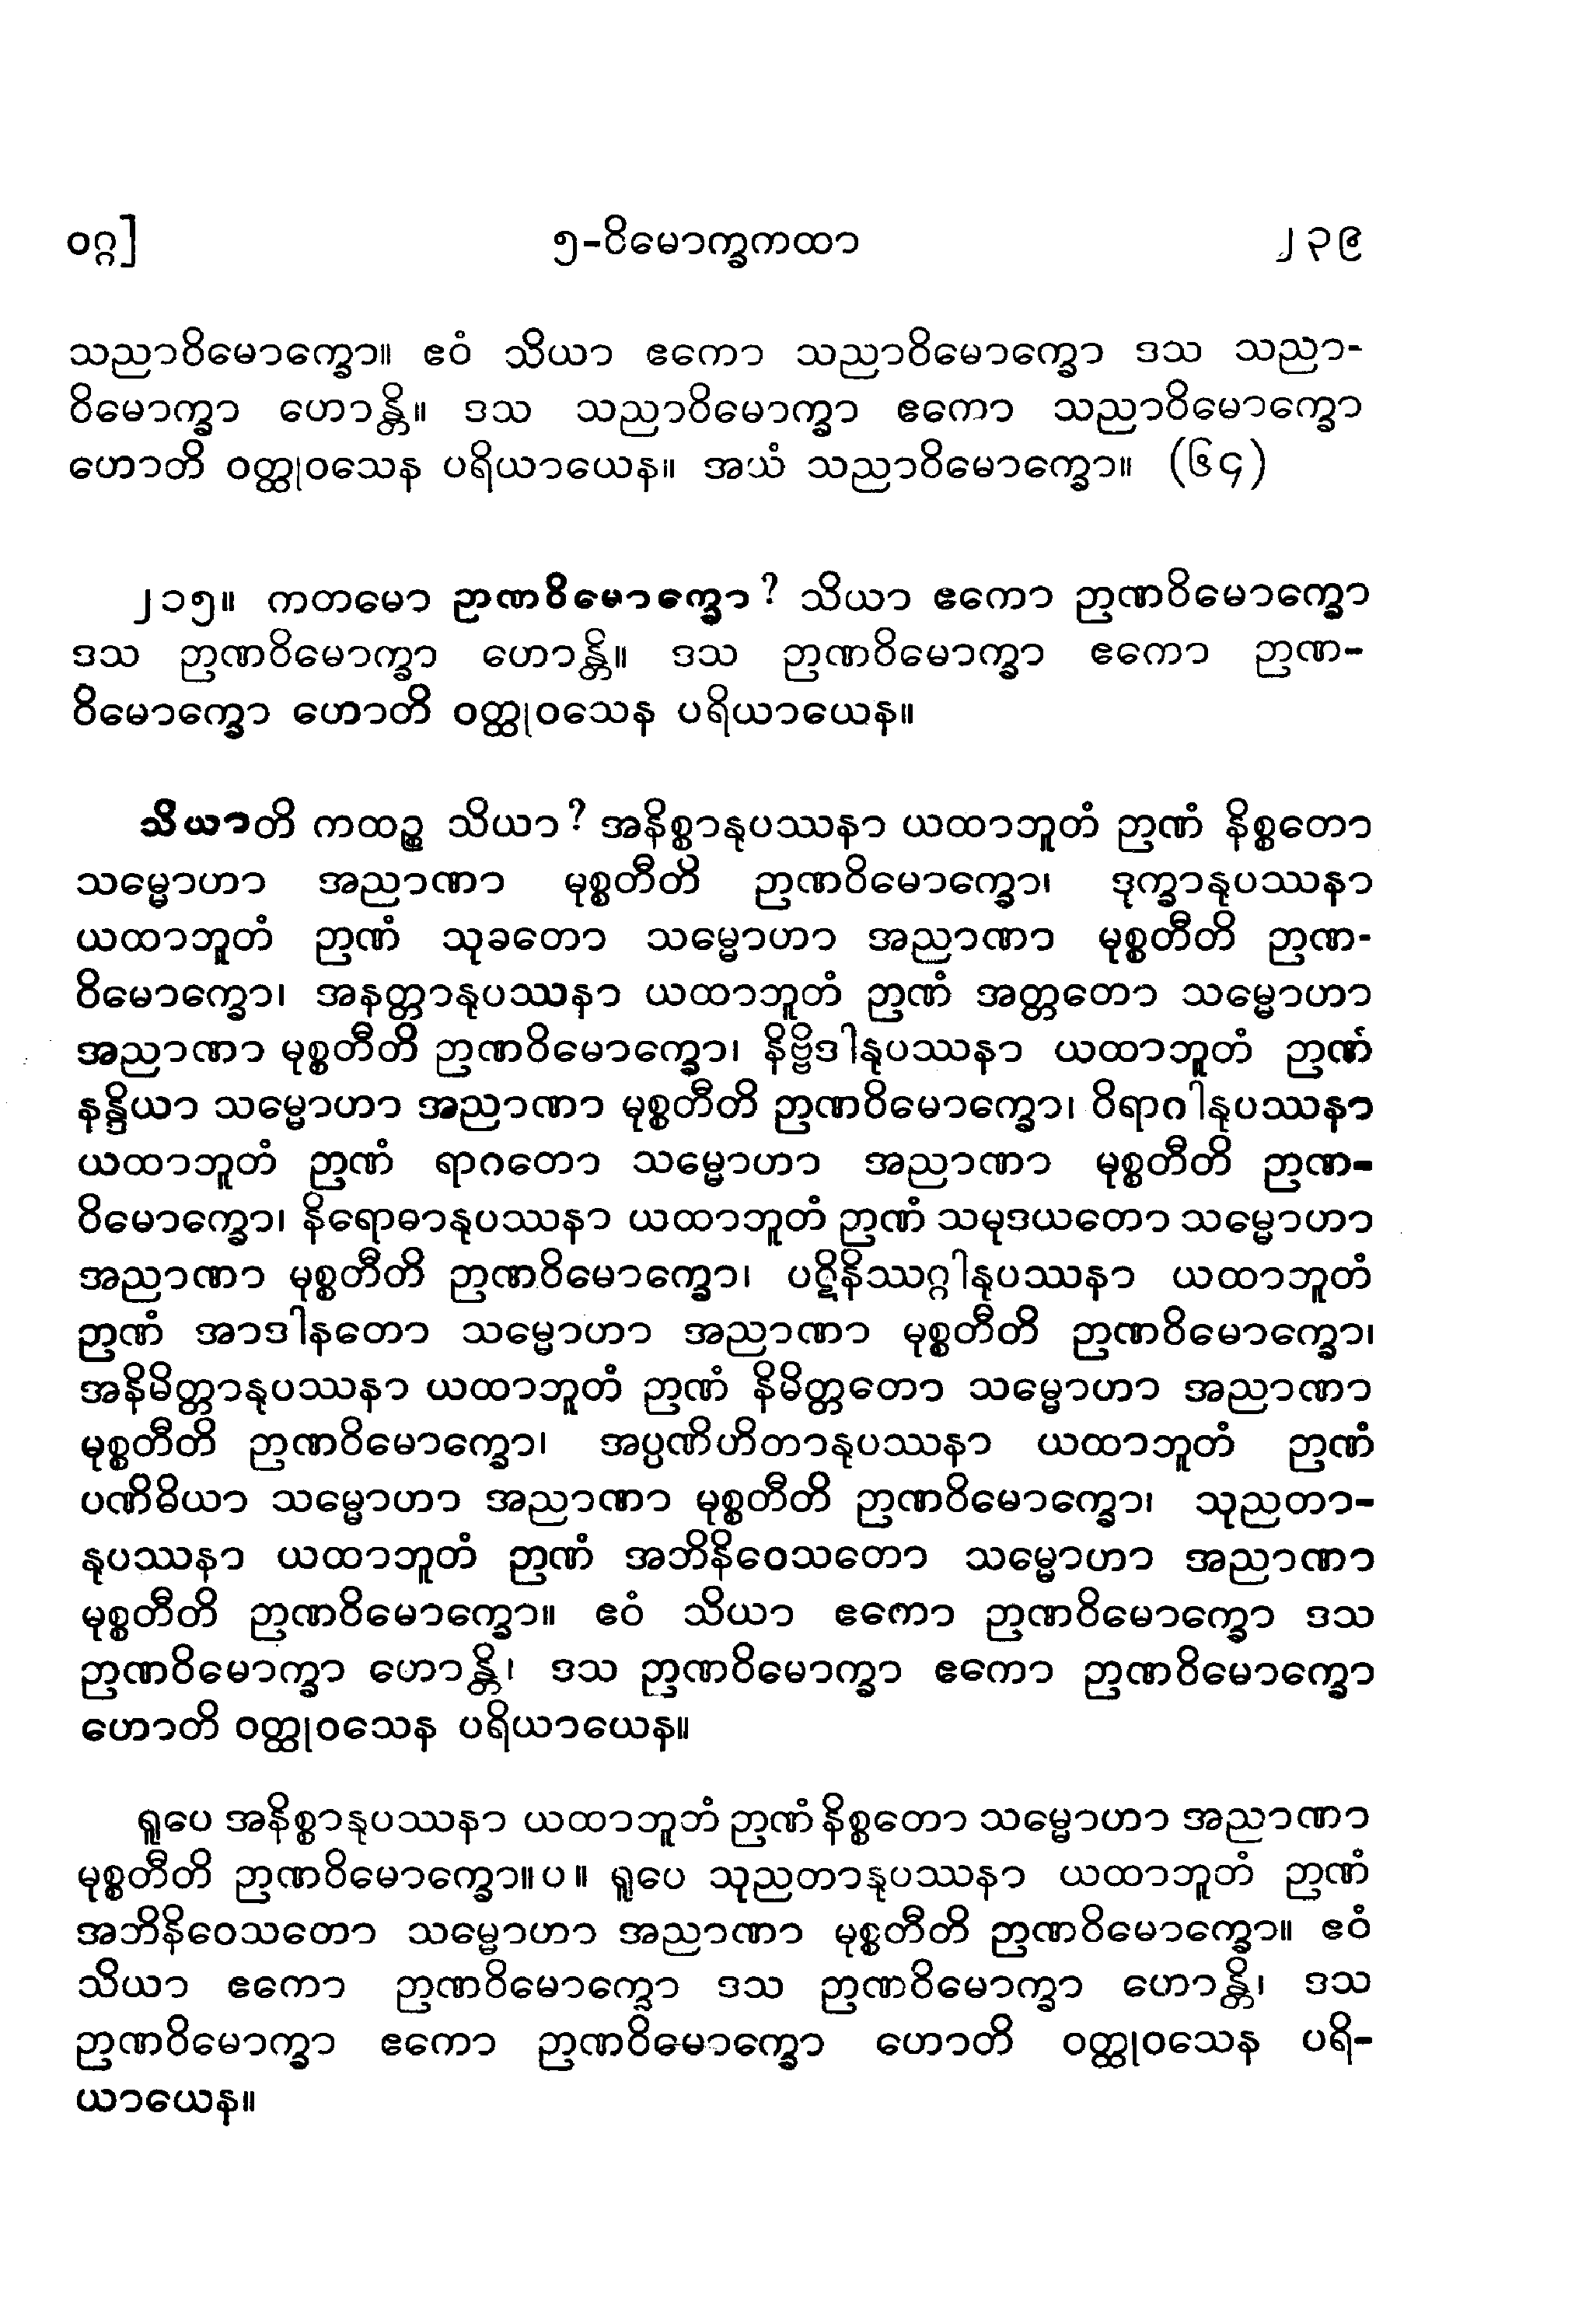 ဝဂ္ဂ]                ၅-ဝိမောက္ခကထာ                ၂၃၉
သညာဝိမောက္ခော။ ဧဝံ သိယာ ဧကော သညာဝိမောက္ခော ဒသ သညာ-
ဝိမောက္ခာ ဟောန္တိ။ ဒသ သညာဝိမောက္ခာ ဧကော သညာဝိမောက္ခော
ဟောတိ ဝတ္ထုဝသေန ပရိယာယေန။ အယံ သညာဝိမောက္ခော။ (၆၄)
၂၁၅။ ကတမော ဉာဏဝိမောက္ခော? သိယာ ဧကော ဉာဏဝိမောက္ခော
ဒသ ဉာဏဝိမောက္ခာ ဟောန္တိ။ ဒသ ဉာဏဝိမောက္ခာ ဧကော ဉာဏ-
ဝိမောက္ခော ဟောတိ ဝတ္ထုဝသေန ပရိယာယေန။
သိယာတိ ကထဉ္စ သိယာ? အနိစ္စာနုပဿနာ ယထာဘူတံ ဉာဏံ နိစ္စတော
သမ္မောဟာ အညာဏာ မုစ္စတီတိ ဉာဏဝိမောက္ခော၊ ဒုက္ခာနုပဿနာ
ယထာဘူတံ ဉာဏံ သုခတော သမ္မောဟာ အညာဏာ မုစ္စတီတိ ဉာဏ-
ဝိမောက္ခော၊ အနတ္တာနုပဿနာ ယထာဘူတံ ဉာဏံ အတ္တတော သမ္မောဟာ
အညာဏာ မုစ္စတီတိ ဉာဏဝိမောက္ခော၊ နိဗ္ဗိဒါနုပဿနာ ယထာဘူတံ ဉာဏံ
နန္ဒိယာ သမ္မောဟာ အညာဏာ မုစ္စတီတိ ဉာဏဝိမောက္ခော၊ ဝိရာဂါနုပဿနာ
ယထာဘူတံ ဉာဏံ ရာဂတော သမ္မောဟာ အညာဏာ မုစ္စတီတိ ဉာဏ-
ဝိမောက္ခော၊ နိရောဓာနုပဿနာ ယထာဘူတံ ဉာဏံ သမုဒယတော သမ္မောဟာ
အညာဏာ မုစ္စတီတိ ဉာဏဝိမောက္ခော၊ ပဋိနိဿဂ္ဂါနုပဿနာ ယထာဘူတံ
ဉာဏံ အာဒါနတော သမ္မောဟာ အညာဏာ မုစ္စတီတိ ဉာဏဝိမောက္ခော၊
အနိမိတ္တာနုပဿနာ ယထာဘူတံ ဉာဏံ နိမိတ္တတော သမ္မောဟာ အညာဏာ
မုစ္စတီတိ ဉာဏဝိမောက္ခော၊ အပ္ပဏိဟိတာနုပဿနာ ယထာဘူတံ ဉာဏံ
ပဏိဓိယာ သမ္မောဟာ အညာဏာ မုစ္စတီတိ ဉာဏဝိမောက္ခော၊ သုညတာ-
နုပဿနာ ယထာဘူတံ ဉာဏံ အဘိနိဝေသတော သမ္မောဟာ အညာဏာ
မုစ္စတီတိ ဉာဏဝိမောက္ခော။ ဧဝံ သိယာ ဧကော ဉာဏဝိမောက္ခော ဒသ
ဉာဏဝိမောက္ခာ ဟောန္တိ၊ ဒသ ဉာဏဝိမောက္ခာ ဧကော ဉာဏဝိမောက္ခော
ဟောတိ ဝတ္ထုဝသေန ပရိယာယေန။
ရူပေ အနိစ္စာနုပဿနာ ယထာဘူဘံ ဉာဏံ နိစ္စတော သမ္မောဟာ အညာဏာ
မုစ္စတီတိ ဉာဏဝိမောက္ခော။ပ။ ရူပေ သုညတာနုပဿနာ ယထာဘူတံ ဉာဏံ
အဘိနိဝေသတော သမ္မောဟာ အညာဏာ မုစ္စတီတိ ဉာဏဝိမောက္ခော။ ဧဝံ
သိယာ ဧကော ဉာဏဝိမောက္ခော ဒသ ဉာဏဝိမောက္ခာ ဟောန္တိ၊ ဒသ
ဉာဏဝိမောက္ခာ ဧကော ဉာဏဝိမောက္ခော ဟောတိ ဝတ္ထုဝသေန ပရိ-
ယာယေန။